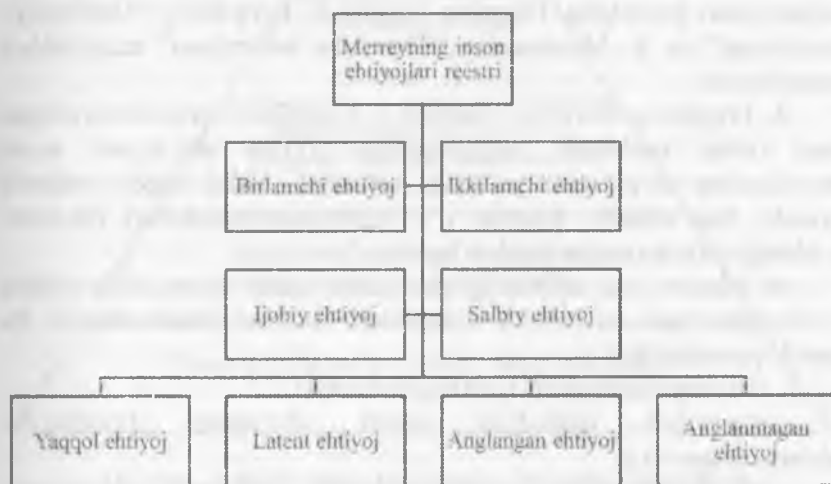 Merreyning inson
ehtiyojlari reestri
Birlamchi ehtiyoj
Ikktlamchi ehtiyoj
Ijobiy ehtiyoj
Salbiy ehtiyoj
Yaqqol ehtiyoj
Latent ehtiyoj
Anglangan ehtiyoj
Anglanmagan
ehtiyoj